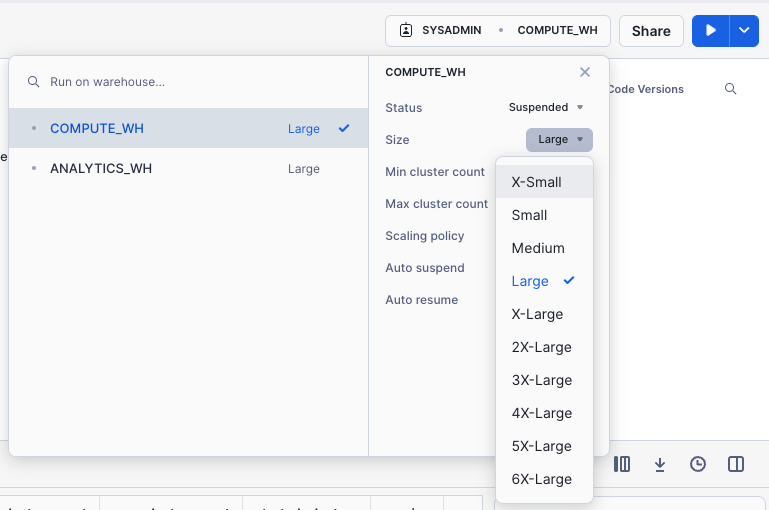 SYSADMIN • COMPUTE_WH
Share
Run on warehouse...
COMPUTE_WH Large
ANALYTICS_WH Large
COMPUTE_WH
Status Suspended
Size Large
Min cluster count
Max cluster count
Scaling policy
Auto suspend
Auto resume
X-Small
Small
Medium
Large
X-Large
2X-Large
3X-Large
4X-Large
5X-Large
6X-Large
Code Versions